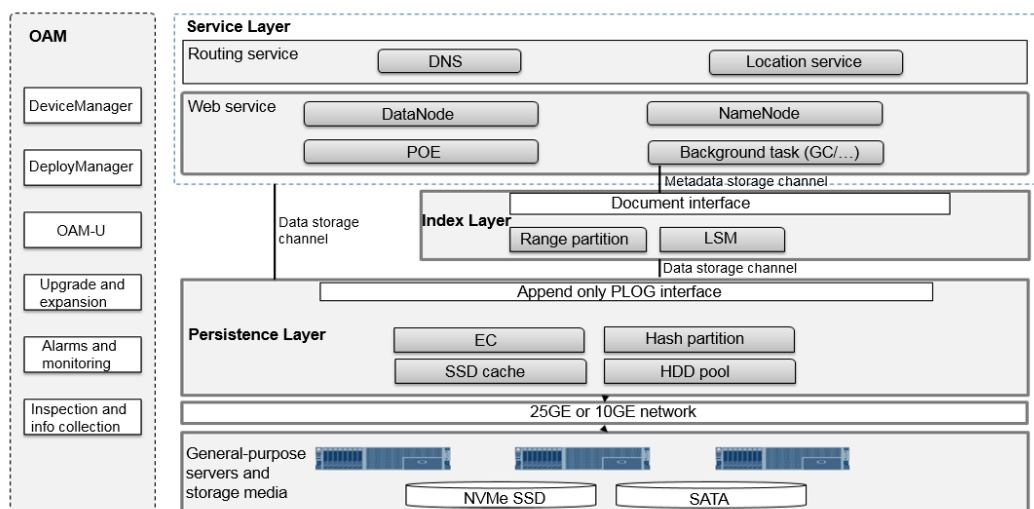 OAM
DeviceManager
DeployManager
OAM-U
Upgrade and
expansion
Alarms and
monitoring
Inspection and
info collection
Service Layer
Routing service
DNS
Location service
Web service
DataNode
NameNode
POE
Background task (GC/…)
Metadata storage channel
Data storage
channel
Document interface
Index Layer
Range partition
LSM
Data storage channel
Append only PLOG interface
Persistence Layer
EC
Hash partition
SSD cache
HDD pool
25GE or 10GE network
General-purpose
servers and
storage media
NVMe SSD
SATA